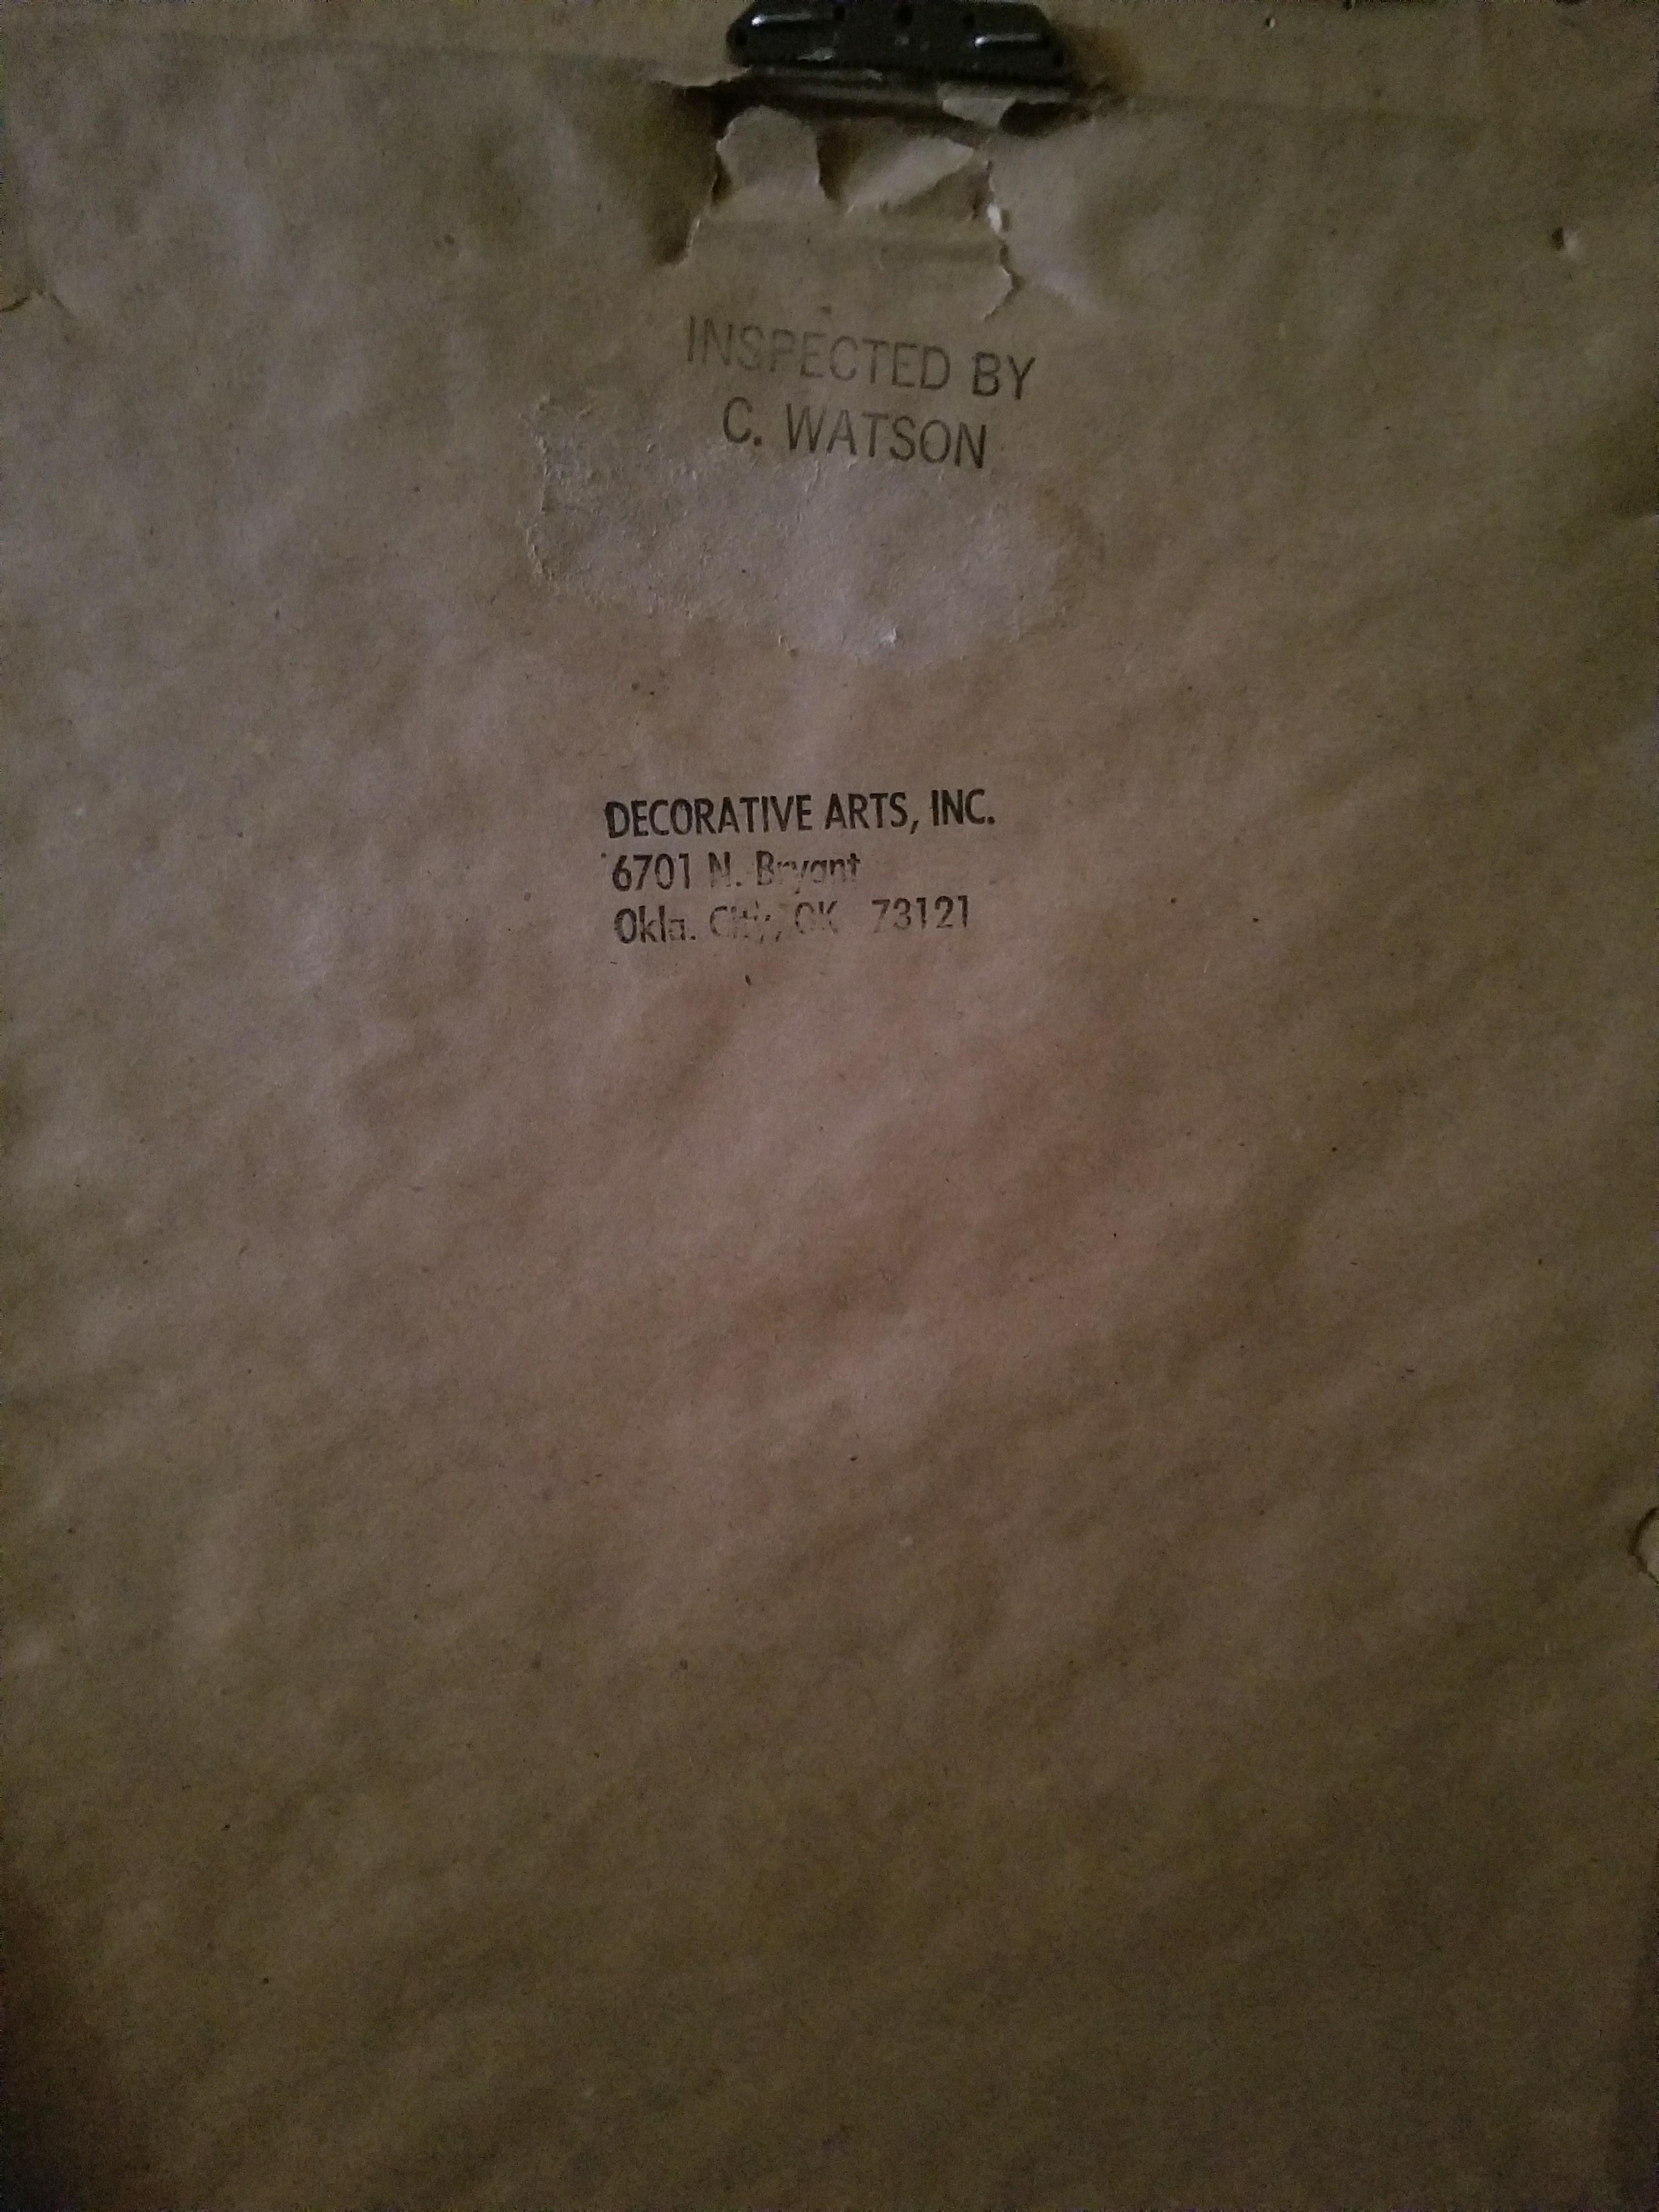 INSPECTED BY
C. WATSON
DECORATIVE ARTS, INC.
6701 N. Bryant
Okla. City, OK 73121